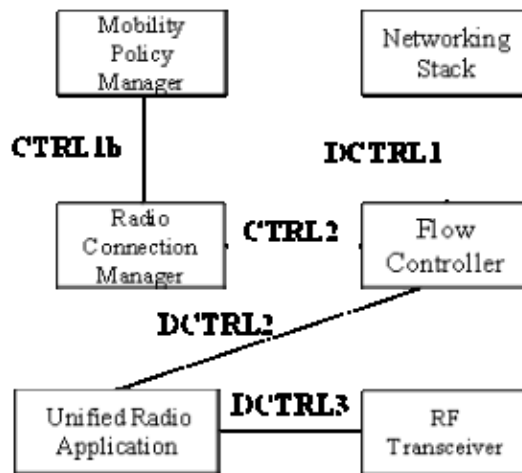 Mobility
Policy
Manager
Networking
Stack
CTRL1b
DCTRL1
Radio
Connection
Manager
CTRL2
Flow
Controller
DCTRL2
Unified Radio
Application
DCTRL3
RF
Transceiver